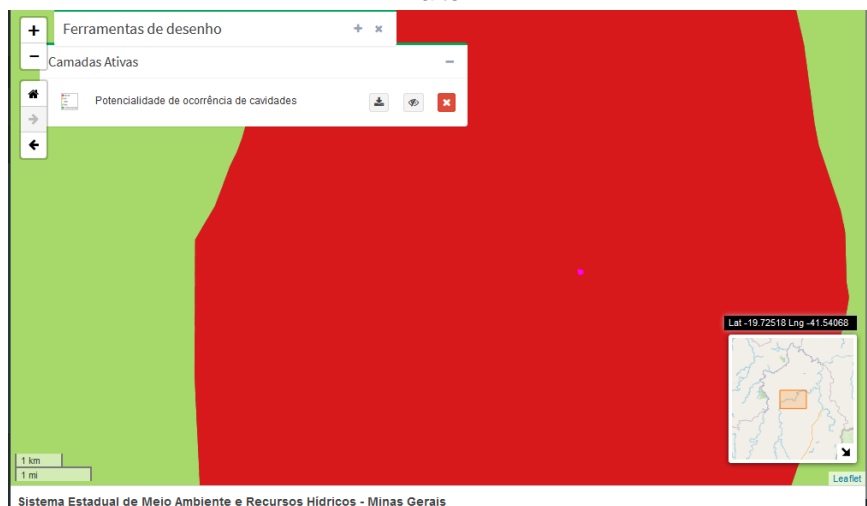 +
Ferramentas de desenho + ×
−
Camadas Ativas −
Potencialidade de ocorrência de cavidades
Lat -19.72518 Lng -41.54068
1 km
1 mi
Leaflet
Sistema Estadual de Meio Ambiente e Recursos Hídricos - Minas Gerais